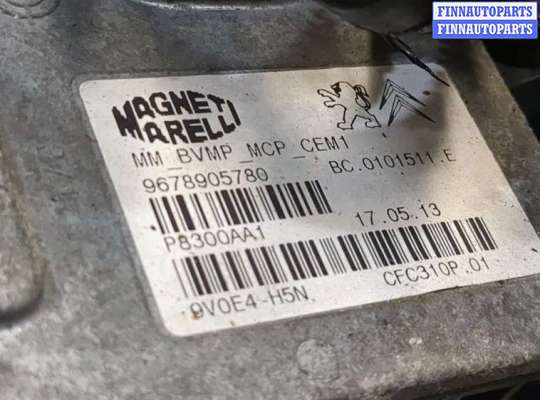 FINNAUTOPARTS
FINNAUTOPARTS
MAGNETI
MARELLI
MM_BVMP_MCP_CEM1
9678905780
BC.0101511.E
P8300AA1
17.05.13
9V0E4-H5N
CFC310P.01